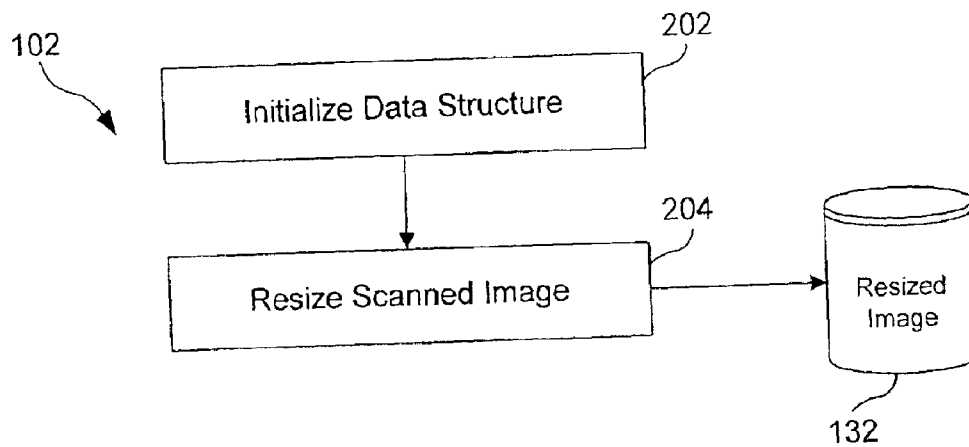 102
202
Initialize Data Structure
204
Resize Scanned Image
Resized
Image
132